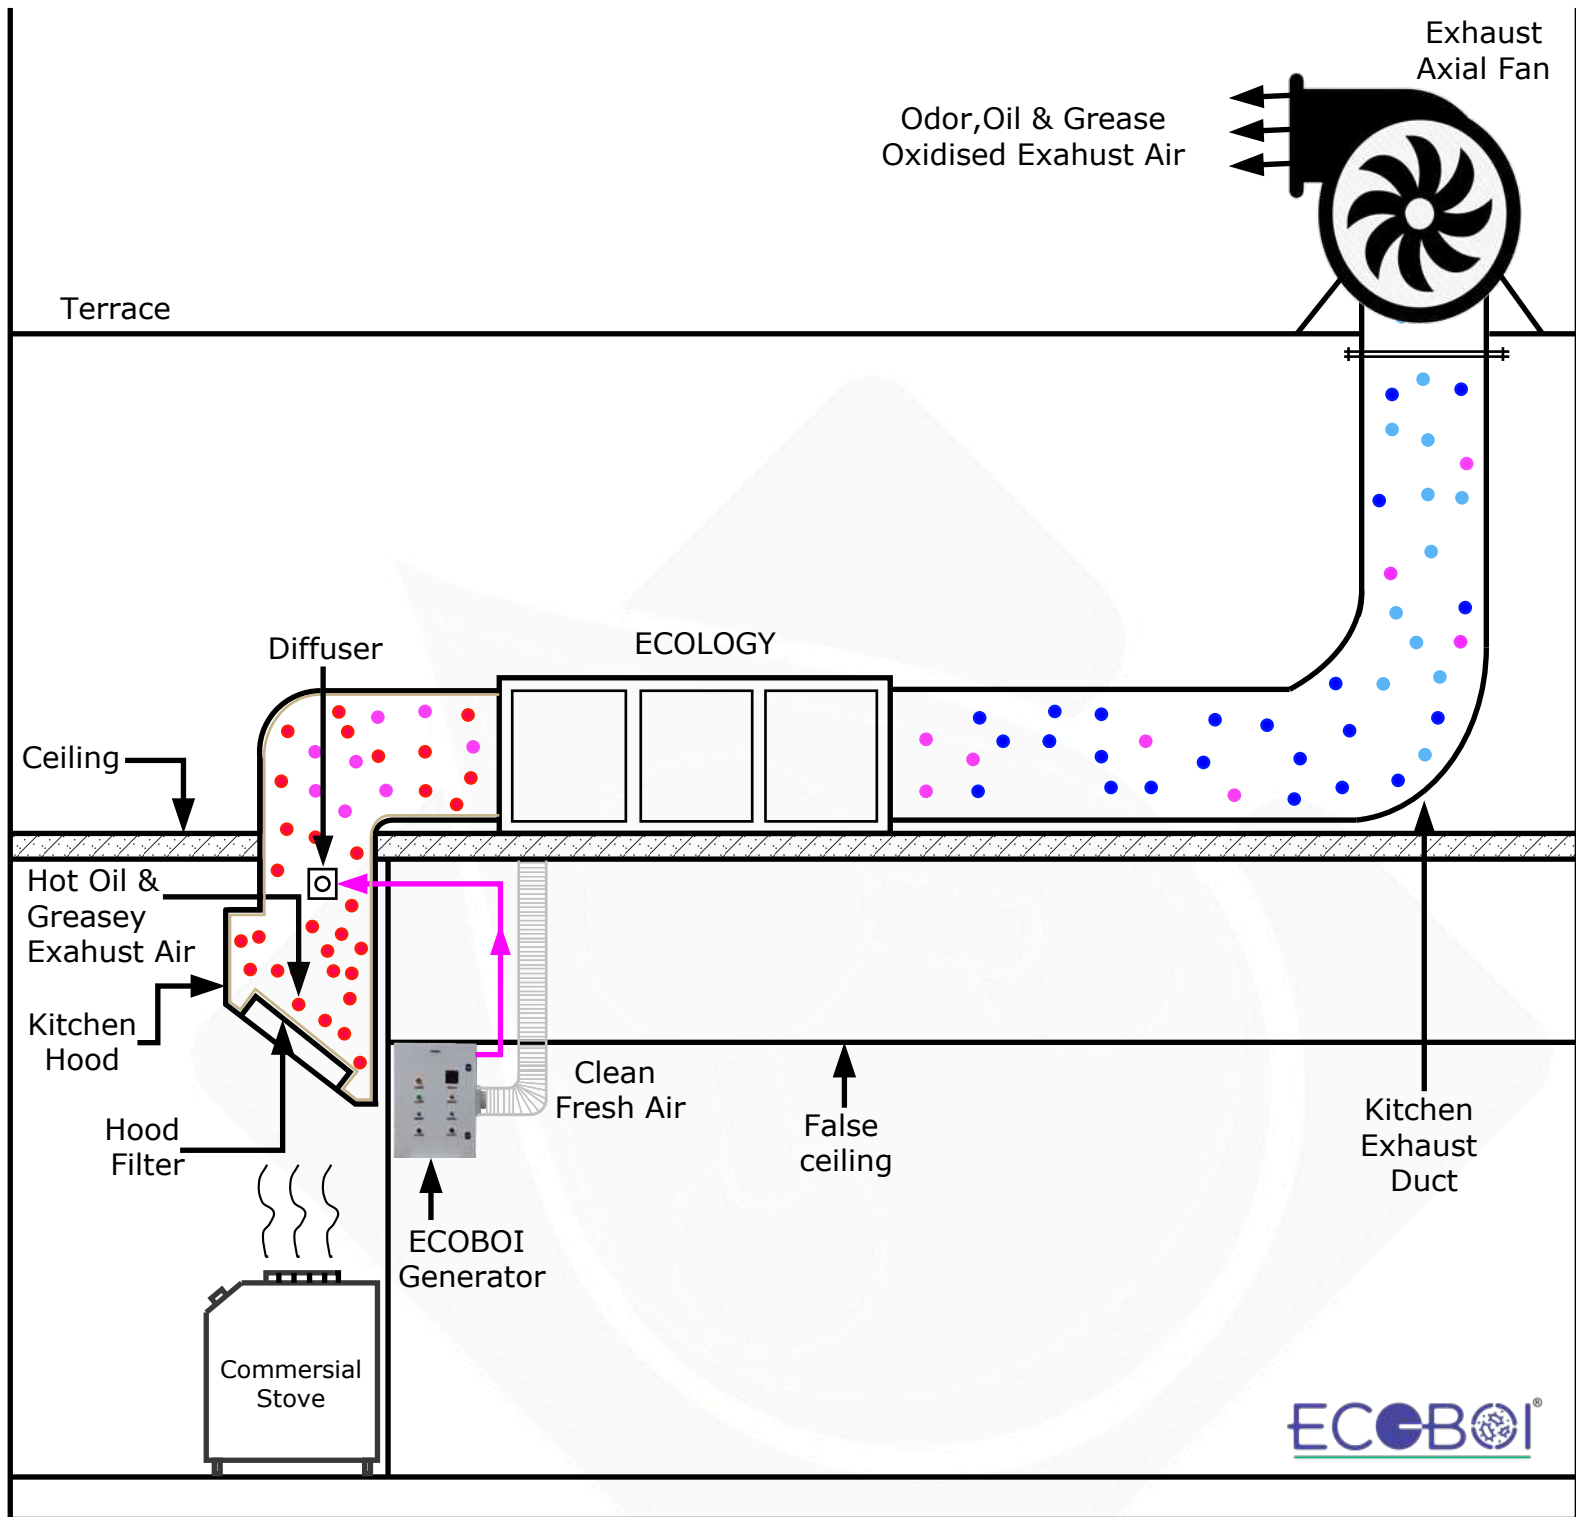 Exhaust
Axial Fan
Odor,Oil & Grease
Oxidised Exahust Air
Terrace
Diffuser
ECOLOGY
Ceiling
Hot Oil &
Greasey
Exahust Air
Kitchen
Hood
Hood
Filter
Clean
Fresh Air
False
ceiling
Kitchen
Exhaust
Duct
ECOBOI
Generator
Commersial
Stove
ECOBOI®